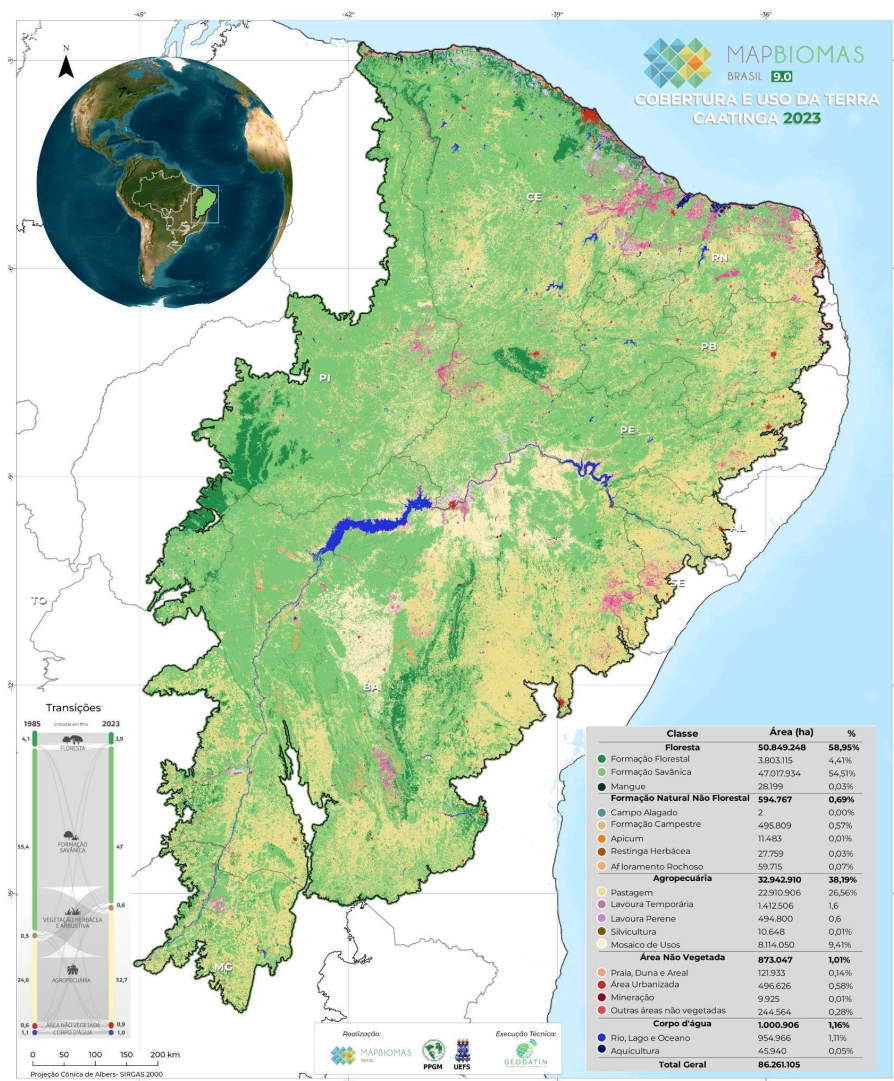 -45°
-42°
-39°
-36°
N
MAPBIOMAS
BRASIL 9.0
COBERTURA E USO DA TERRA
CAATINGA 2023
CE
RN
PB
PI
PE
AL
SE
TO
BA
MG
Transições
1985 Unidades em Mha 2023
4,1 3,9
FLORESTA
55,4 47
FORMAÇÃO
SAVÂNICA
0,6
VEGETAÇÃO HERBÁCEA
E ARBUSTIVA
0,5
AGROPECUÁRIA
24,6 32,7
0,6 ÁREA NÃO VEGETADA 0,9
1,1 CORPO D'ÁGUA 1,0
0 50 100 200 km
Projeção Cônica de Albers- SIRGAS 2000
Realização:
MAPBIOMAS
BRASIL
PPGM
UEFS
Execução Técnica:
GEODATIN
Classe Área (ha) %
Floresta 50.849.248 58,95%
Formação Florestal 3.803.115 4,41%
Formação Savânica 47.017.934 54,51%
Mangue 28.199 0,03%
Formação Natural Não Florestal 594.767 0,69%
Campo Alagado 2 0,00%
Formação Campestre 495.809 0,57%
Apicum 11.483 0,01%
Restinga Herbácea 27.759 0,03%
Af loramento Rochoso 59.715 0,07%
Agropecuária 32.942.910 38,19%
Pastagem 22.910.906 26,56%
Lavoura Temporária 1.412.506 1,6
Lavoura Perene 494.800 0,6
Silvicultura 10.648 0,01%
Mosaico de Usos 8.114.050 9,41%
Área Não Vegetada 873.047 1,01%
Praia, Duna e Areal 121.933 0,14%
Área Urbanizada 496.626 0,58%
Mineração 9.925 0,01%
Outras áreas não vegetadas 244.564 0,28%
Corpo d'água 1.000.906 1,16%
Rio, Lago e Oceano 954.966 1,11%
Aquicultura 45.940 0,05%
Total Geral 86.261.105